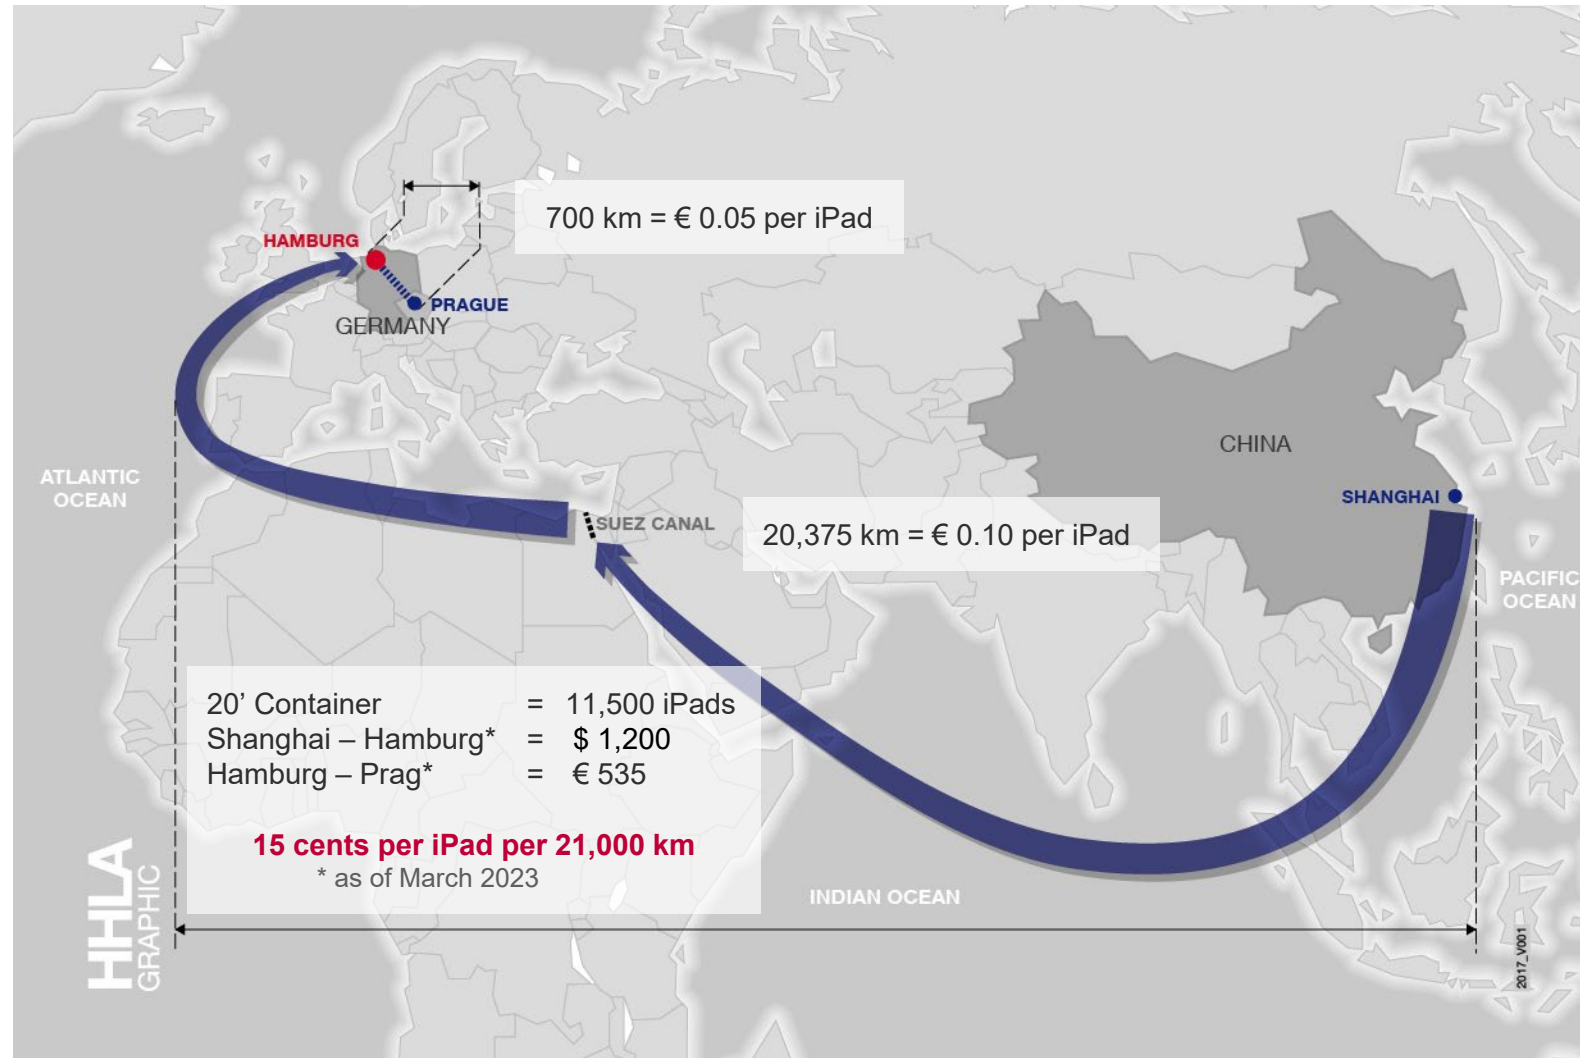 700 km = € 0.05 per iPad
HAMBURG
PRAGUE
GERMANY
CHINA
ATLANTIC
OCEAN
SHANGHAI
SUEZ CANAL
20,375 km = € 0.10 per iPad
PACIFIC
OCEAN
20’ Container = 11,500 iPads
Shanghai – Hamburg* = $ 1,200
Hamburg – Prag* = € 535
15 cents per iPad per 21,000 km
* as of March 2023
INDIAN OCEAN
HHLA
GRAPHIC
2017_V001